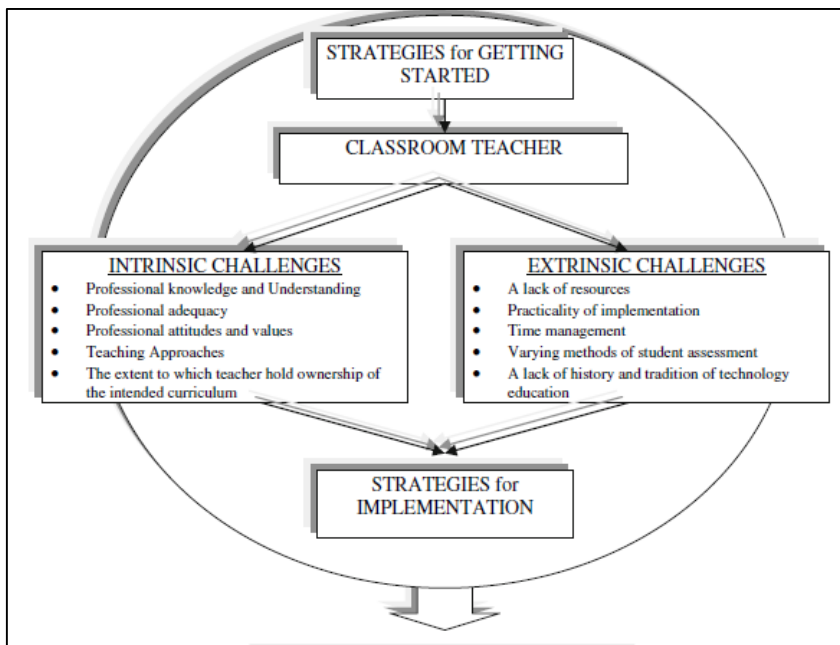 STRATEGIES for GETTING
STARTED
CLASSROOM TEACHER
INTRINSIC CHALLENGES
• Professional knowledge and Understanding
• Professional adequacy
• Professional attitudes and values
• Teaching Approaches
• The extent to which teacher hold ownership of
the intended curriculum
EXTRINSIC CHALLENGES
• A lack of resources
• Practicality of implementation
• Time management
• Varying methods of student assessment
• A lack of history and tradition of technology
education
STRATEGIES for
IMPLEMENTATION